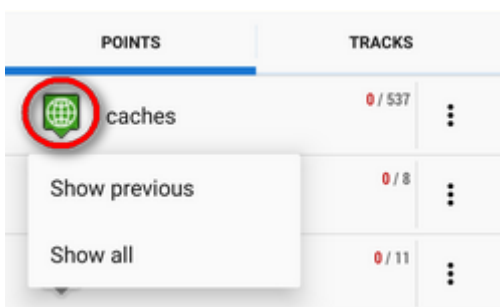 POINTS TRACKS
caches 0 / 537
Show previous 0 / 8
Show all 0 / 11